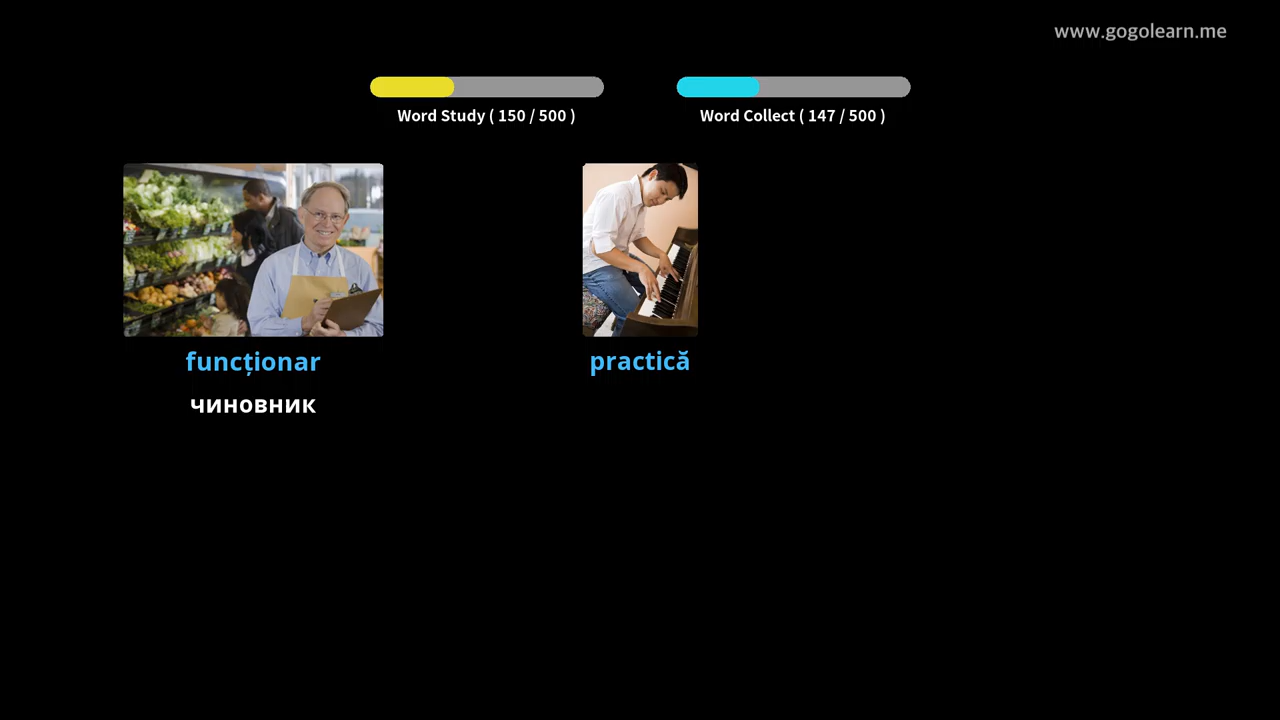 www.gogolearn.me
Word Study ( 150 / 500 )
Word Collect ( 147 / 500 )
funcționar
practică
чиновник